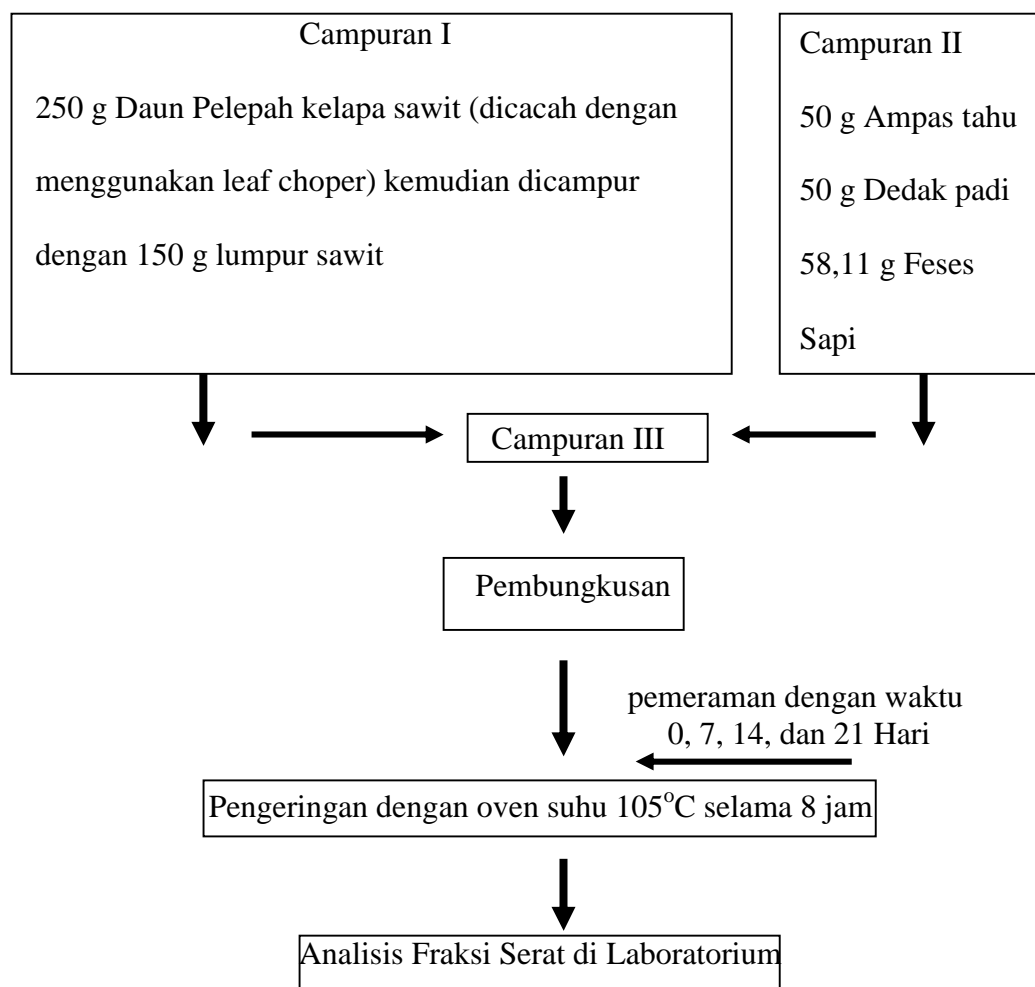 Campuran I
250 g Daun Pelepah kelapa sawit (dicacah dengan
menggunakan leaf choper) kemudian dicampur
dengan 150 g lumpur sawit
Campuran II
50 g Ampas tahu
50 g Dedak padi
58,11 g Feses
Sapi
Campuran III
Pembungkusan
pemeraman dengan waktu
0, 7, 14, dan 21 Hari
Pengeringan dengan oven suhu 105°C selama 8 jam
Analisis Fraksi Serat di Laboratorium